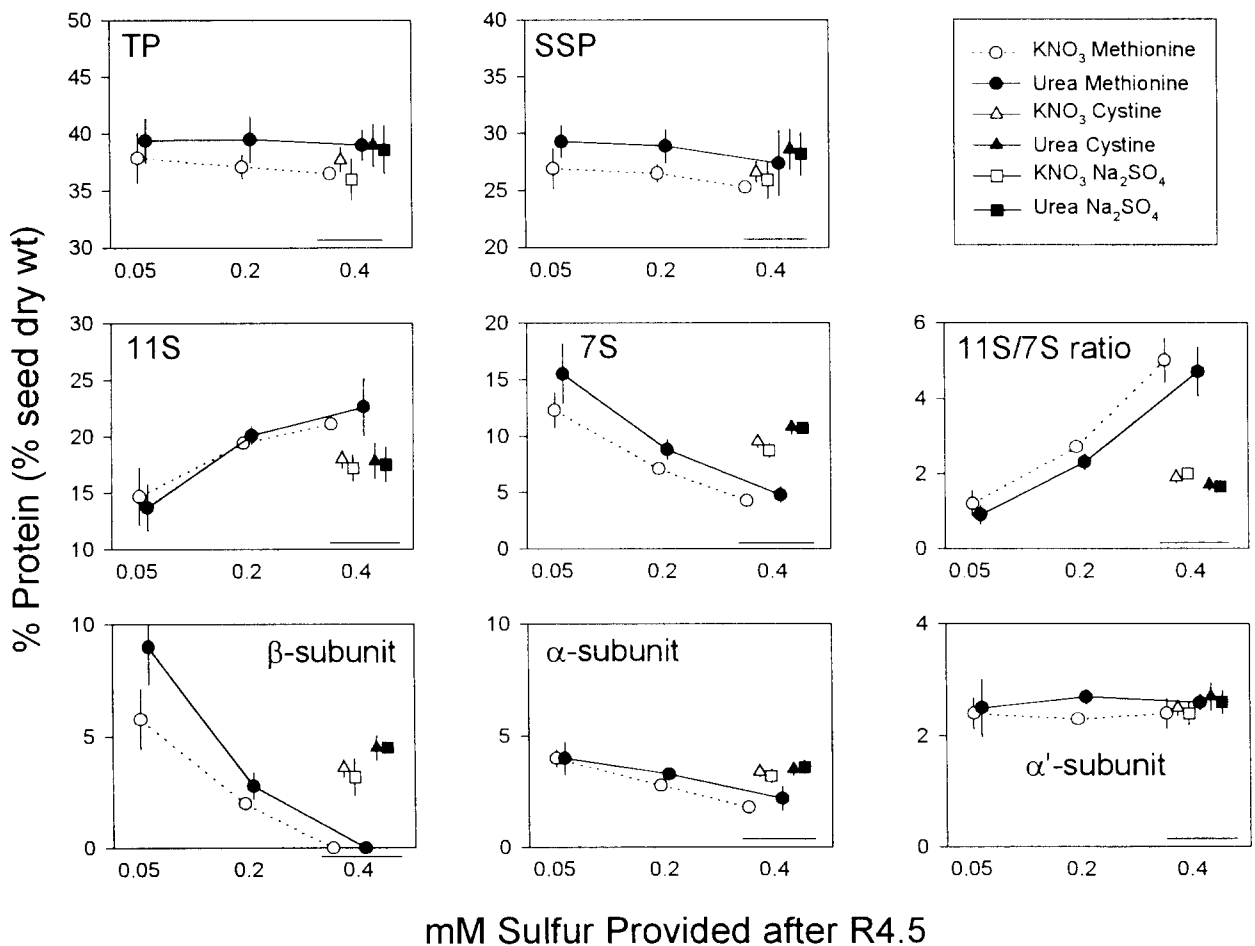 % Protein (% seed dry wt)
TP
50
45
40
35
30
0.05 0.2 0.4
SSP
40
35
30
25
20
0.05 0.2 0.4
KNO3 Methionine
Urea Methionine
KNO3 Cystine
Urea Cystine
KNO3 Na2SO4
Urea Na2SO4
11S
30
25
20
15
10
0.05 0.2 0.4
7S
20
15
10
5
0
0.05 0.2 0.4
11S/7S ratio
6
4
2
0
0.05 0.2 0.4
β-subunit
10
5
0
0.05 0.2 0.4
α-subunit
10
8
6
4
2
0
0.05 0.2 0.4
α'-subunit
4
2
0
0.05 0.2 0.4
mM Sulfur Provided after R4.5